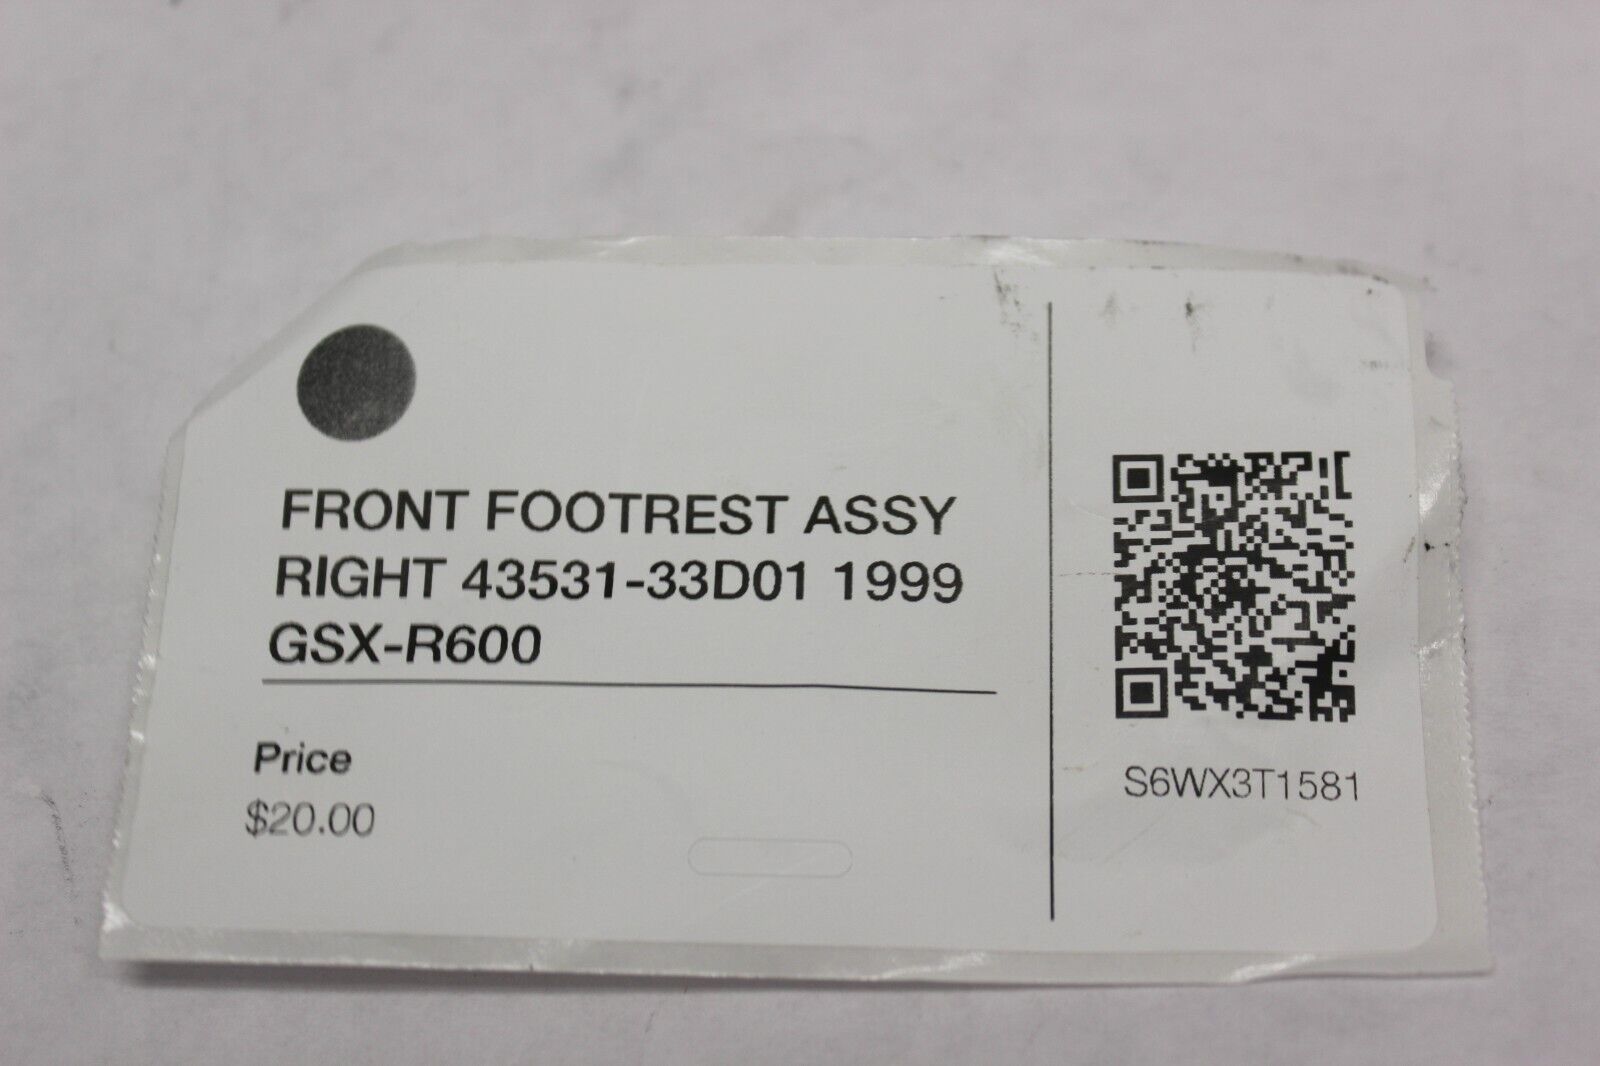 FRONT FOOTREST ASSY
RIGHT 43531-33D01 1999
GSX-R600
Price
$20.00
S6WX3T1581